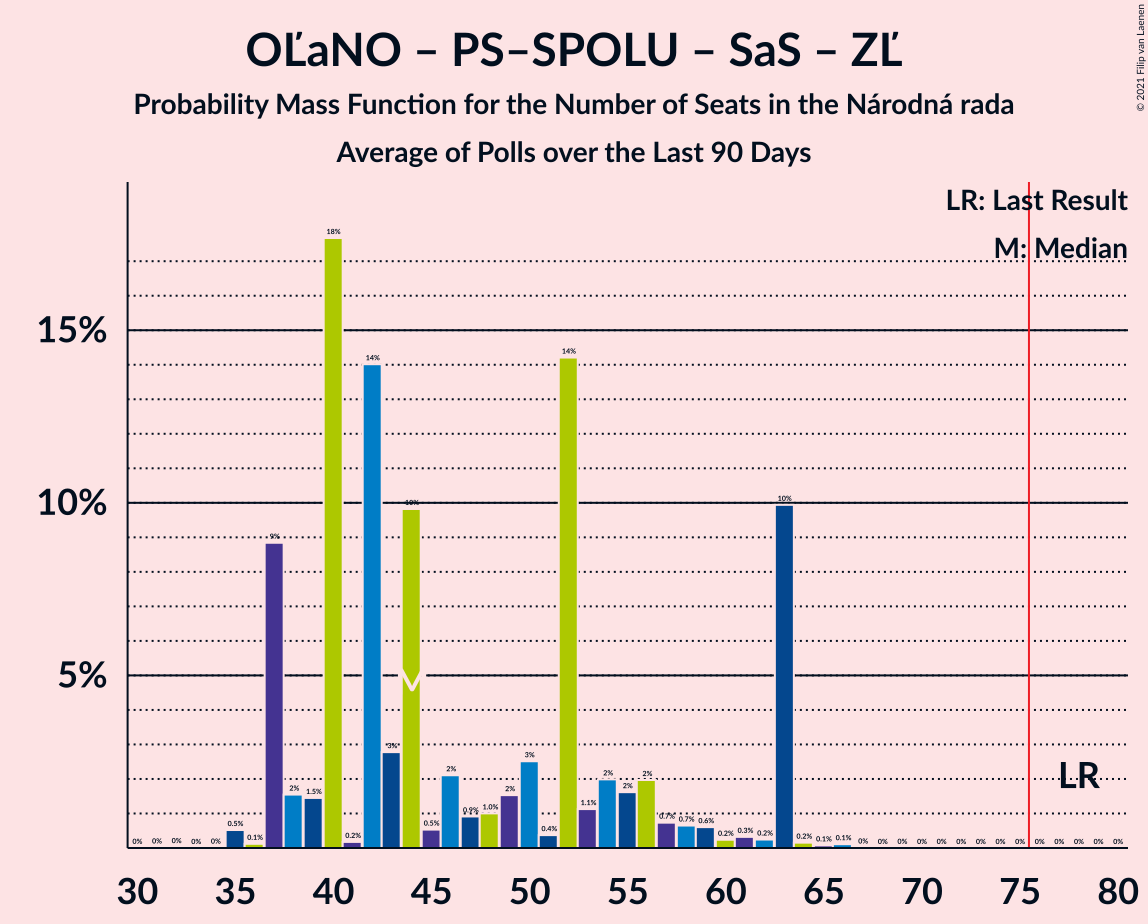 OĽaNO – PS–SPOLU – SaS – ZĽ
Probability Mass Function for the Number of Seats in the Národná rada
Average of Polls over the Last 90 Days
© 2021 Filip van Laenen
LR: Last Result
M: Median
15%
10%
5%
0% 0% 0% 0% 0% 0.5% 0.1% 9% 2% 1.5% 18% 0.2% 14% 3% 10% 0.5% 2% 0.9% 1.0% 2% 3% 0.4% 14% 1.1% 2% 2% 2% 0.7% 0.7% 0.6% 0.2% 0.3% 0.2% 10% 0.2% 0.1% 0.1% 0% 0% 0% 0% 0% 0% 0% 0% 0% 0% 0% 0% 0% 0%
M
LR
30 35 40 45 50 55 60 65 70 75 80